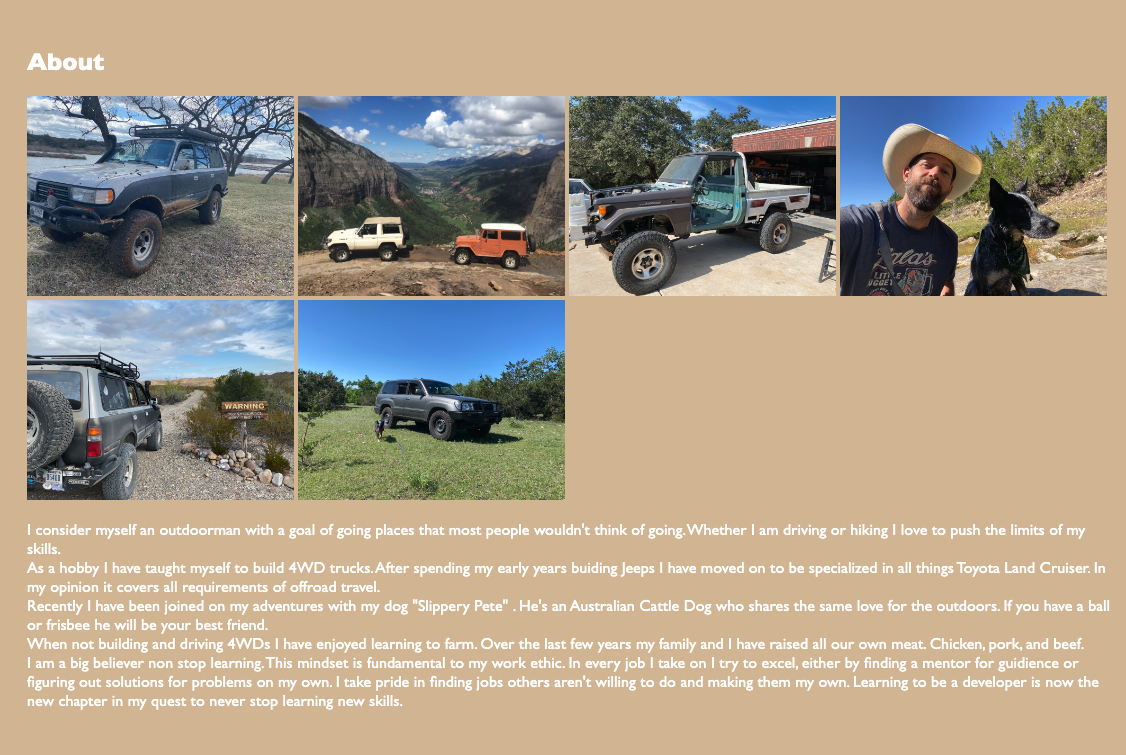 About
Lala's
LITTLE
NUGGET
WARNING
I consider myself an outdoorman with a goal of going places that most people wouldn't think of going. Whether I am driving or hiking I love to push the limits of my
skills.
As a hobby I have taught myself to build 4WD trucks. After spending my early years buiding Jeeps I have moved on to be specialized in all things Toyota Land Cruiser. In
my opinion it covers all requirements of offroad travel.
Recently I have been joined on my adventures with my dog "Slippery Pete" . He's an Australian Cattle Dog who shares the same love for the outdoors. If you have a ball
or frisbee he will be your best friend.
When not building and driving 4WDs I have enjoyed learning to farm. Over the last few years my family and I have raised all our own meat. Chicken, pork, and beef.
I am a big believer non stop learning. This mindset is fundamental to my work ethic. In every job I take on I try to excel, either by finding a mentor for guidience or
figuring out solutions for problems on my own. I take pride in finding jobs others aren't willing to do and making them my own. Learning to be a developer is now the
new chapter in my quest to never stop learning new skills.